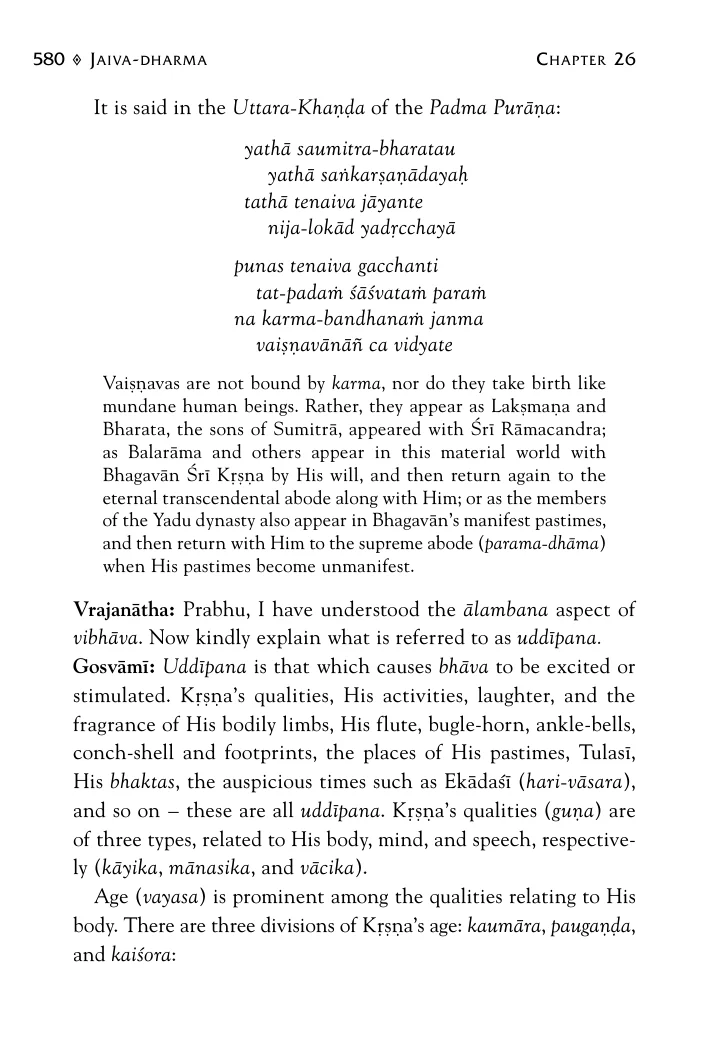 580 ◊ Jaiva-dharma Chapter 26
It is said in the Uttara-Khaṇḍa of the Padma Purāṇa:
yathā saumitra-bharatau
yathā saṅkarṣaṇādayaḥ
tathā tenaiva jāyante
nija-lokād yadṛcchayā
punas tenaiva gacchanti
tat-padaṁ śāśvataṁ paraṁ
na karma-bandhanaṁ janma
vaiṣṇavānāñ ca vidyate
Vaiṣṇavas are not bound by karma, nor do they take birth like
mundane human beings. Rather, they appear as Lakṣmaṇa and
Bharata, the sons of Sumitrā, appeared with Śrī Rāmacandra;
as Balarāma and others appear in this material world with
Bhagavān Śrī Kṛṣṇa by His will, and then return again to the
eternal transcendental abode along with Him; or as the members
of the Yadu dynasty also appear in Bhagavān's manifest pastimes,
and then return with Him to the supreme abode (parama-dhāma)
when His pastimes become unmanifest.
Vrajanātha: Prabhu, I have understood the ālambana aspect of
vibhāva. Now kindly explain what is referred to as uddīpana.
Gosvāmī: Uddīpana is that which causes bhāva to be excited or
stimulated. Kṛṣṇa's qualities, His activities, laughter, and the
fragrance of His bodily limbs, His flute, bugle-horn, ankle-bells,
conch-shell and footprints, the places of His pastimes, Tulasī,
His bhaktas, the auspicious times such as Ekādaśī (hari-vāsara),
and so on – these are all uddīpana. Kṛṣṇa's qualities (guṇa) are
of three types, related to His body, mind, and speech, respective-
ly (kāyika, mānasika, and vācika).
Age (vayasa) is prominent among the qualities relating to His
body. There are three divisions of Kṛṣṇa's age: kaumāra, paugaṇḍa,
and kaiśora: